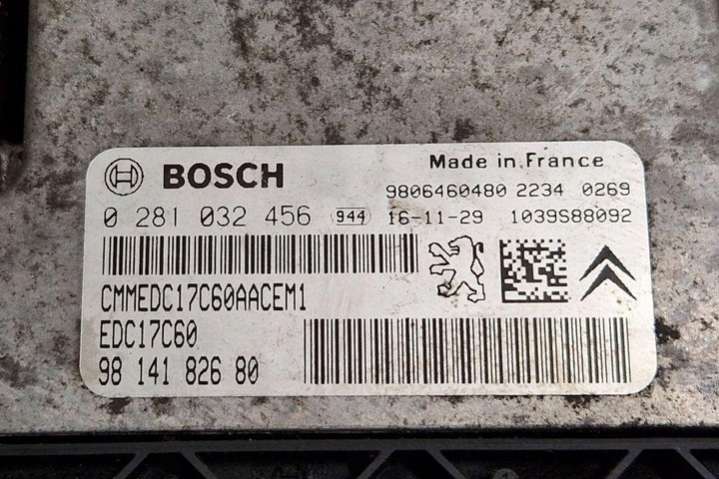 BOSCH
Made in France
9806460480 2234 0269
0 281 032 456 944 16-11-29 1039S88092
CMMEDC17C60AACEM1
EDC17C60
98 141 826 80